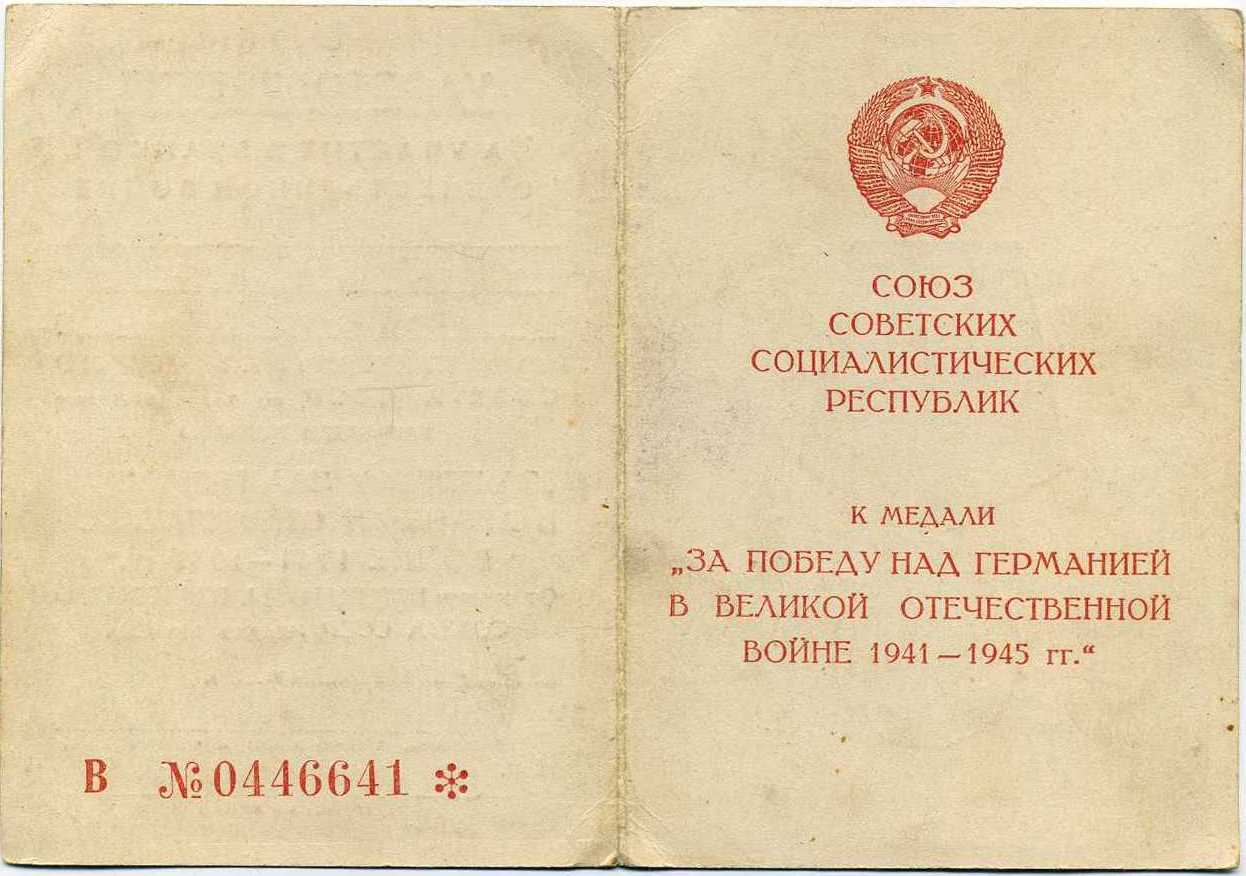 В №0446641 *
СОЮЗ
СОВЕТСКИХ
СОЦИАЛИСТИЧЕСКИХ
РЕСПУБЛИК
К МЕДАЛИ
„ЗА ПОБЕДУ НАД ГЕРМАНИЕЙ
В ВЕЛИКОЙ ОТЕЧЕСТВЕННОЙ
ВОЙНЕ 1941—1945 гг.“